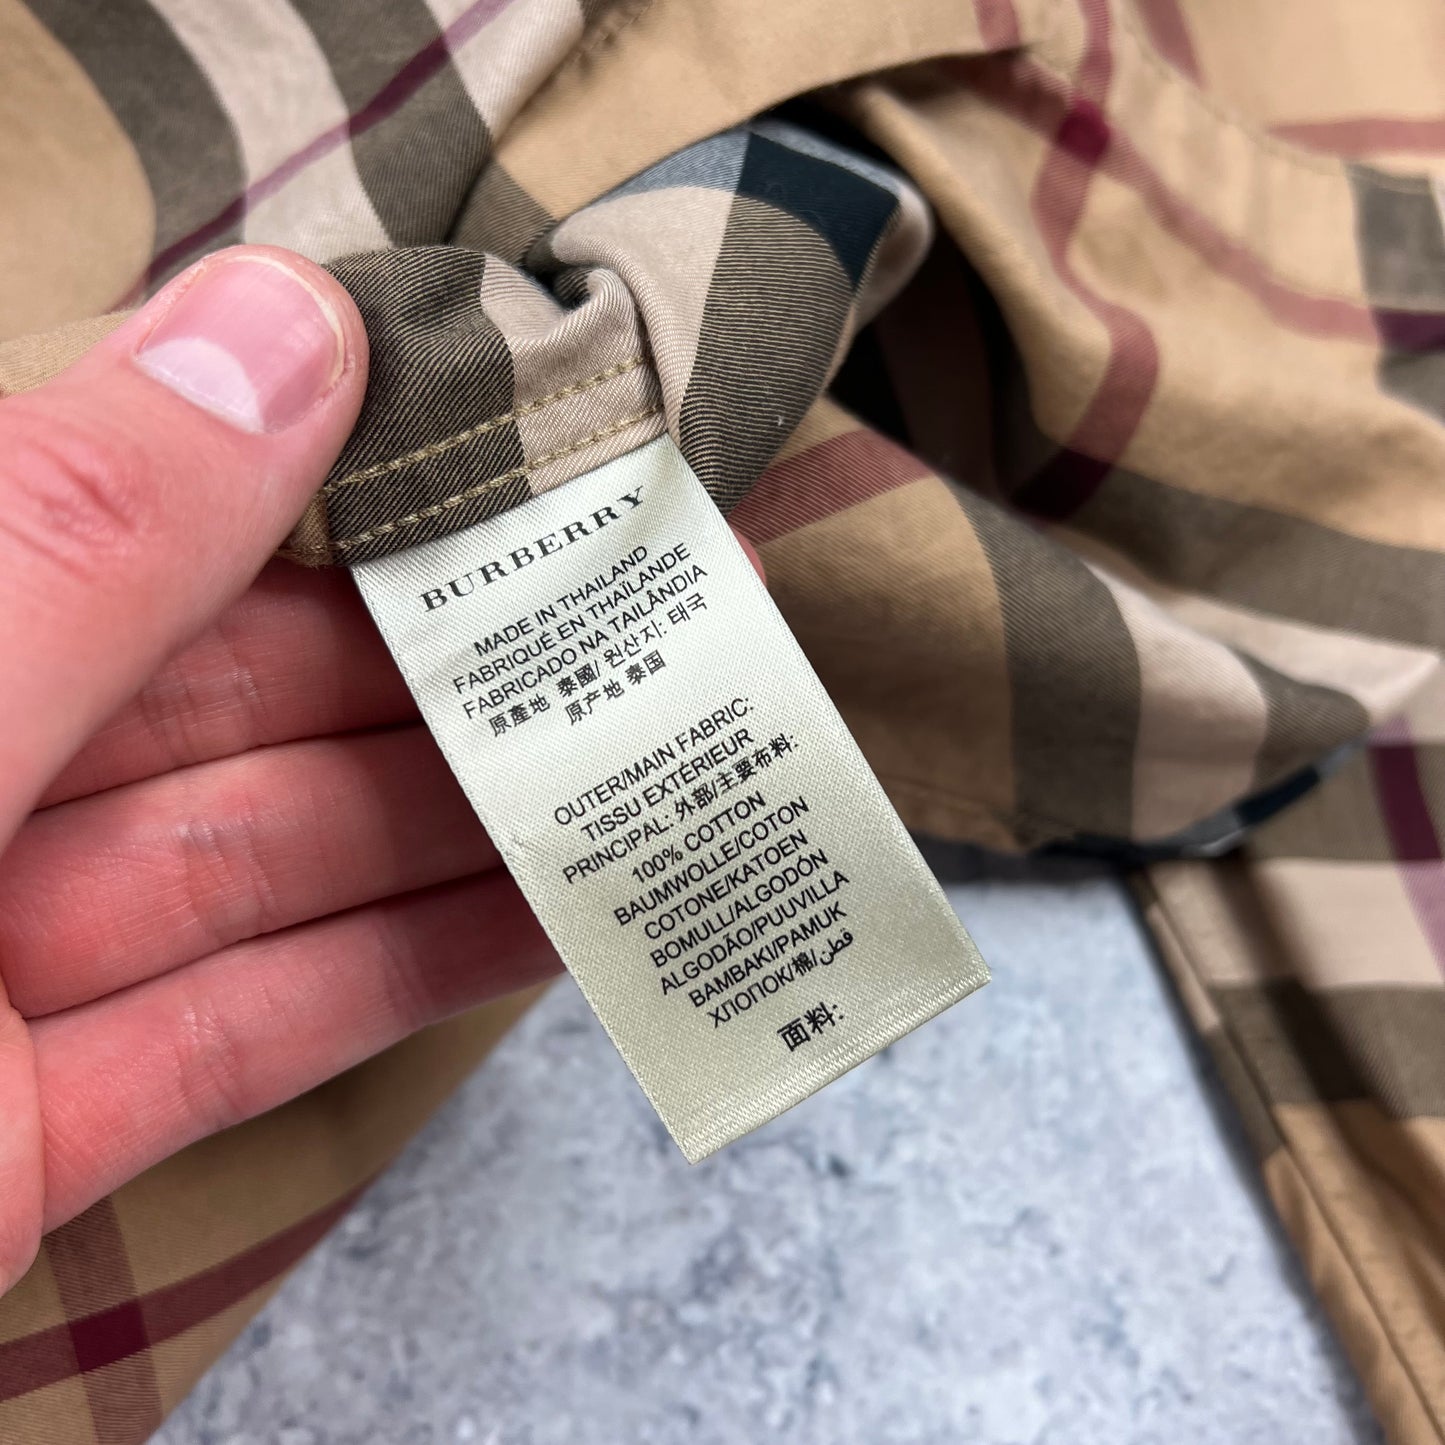 BURBERRY
MADE IN THAILAND
FABRIQUÉ EN THAÏLANDE
FABRICADO NA TAILÂNDIA
原產地 泰國/ 원산지: 태국
原产地 泰国
OUTER/MAIN FABRIC:
TISSU EXTERIEUR
PRINCIPAL: 外部/主要布料:
100% COTTON
BAUMWOLLE/COTON
COTONE/KATOEN
BOMULL/ALGODÓN
ALGODÃO/PUUVILLA
BAMBAKI/PAMUK
ХЛОПОК/棉/قطن
面料: